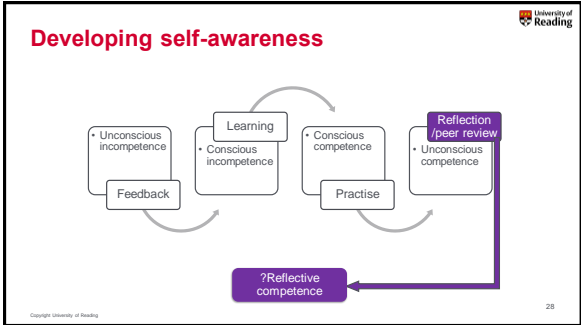 University of
Reading
Developing self-awareness
• Unconscious
incompetence
Feedback
Learning
• Conscious
incompetence
• Conscious
competence
Practise
Reflection
/peer review
• Unconscious
competence
?Reflective
competence
Copyright University of Reading
28